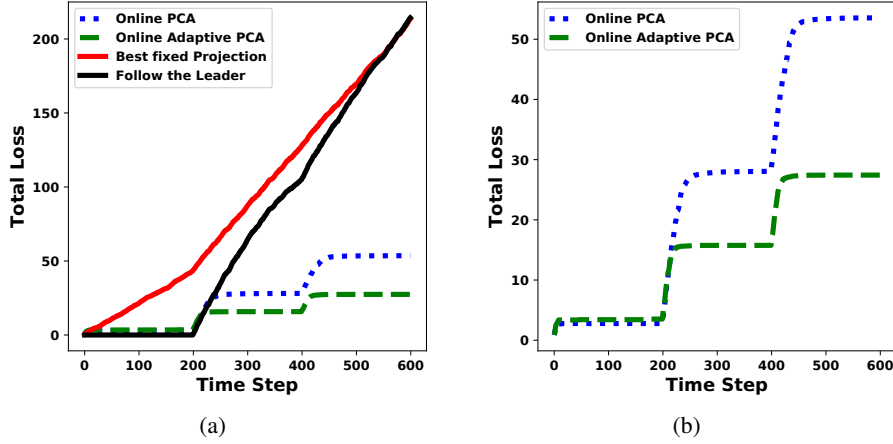 Online PCA
Online Adaptive PCA
Best fixed Projection
Follow the Leader
200
150
100
50
0
Total Loss
0 100 200 300 400 500 600
Time Step
(a)
Online PCA
Online Adaptive PCA
50
40
30
20
10
0
Total Loss
0 100 200 300 400 500 600
Time Step
(b)